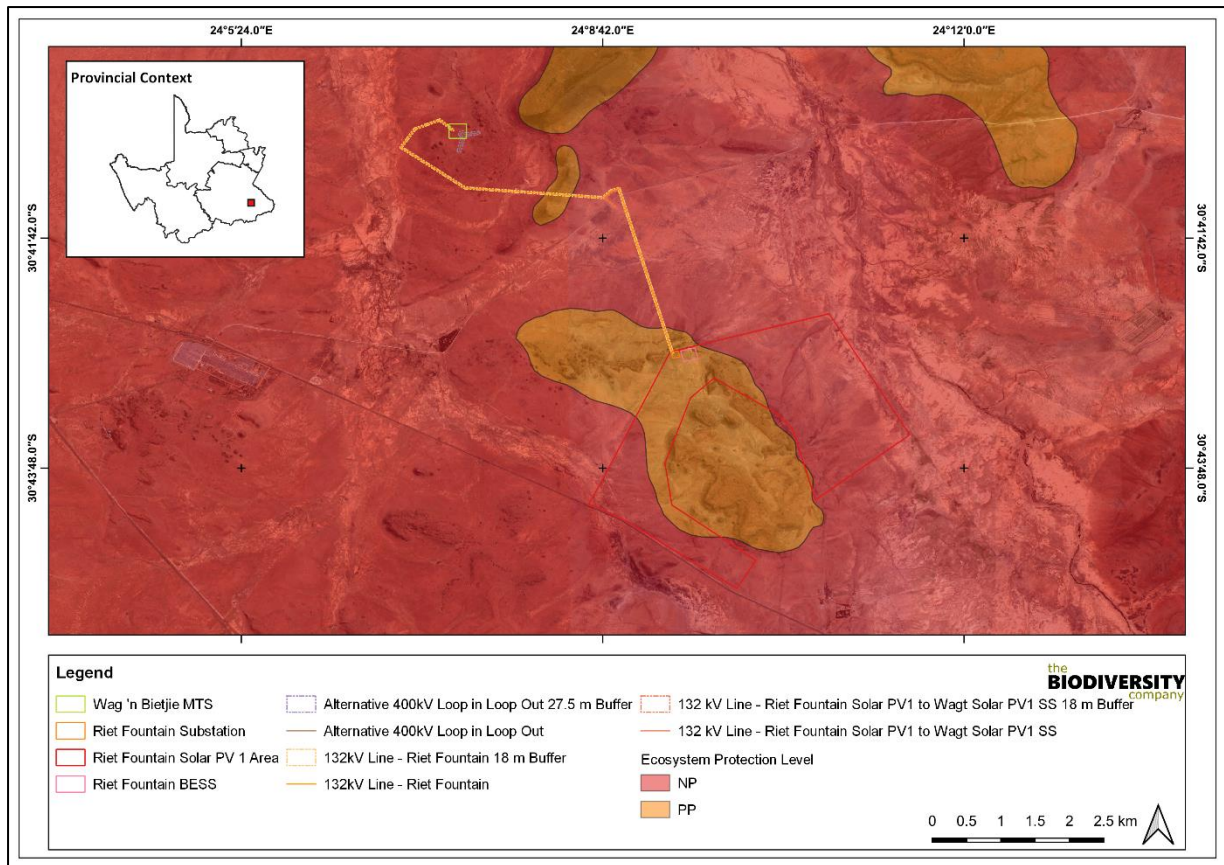 24°5'24.0"E
24°8'42.0"E
24°12'0.0"E
Provincial Context
30°41'42.0"S
30°41'42.0"S
30°43'48.0"S
30°43'48.0"S
Legend
Wag 'n Bietjie MTS
Riet Fountain Substation
Riet Fountain Solar PV 1 Area
Riet Fountain BESS
Alternative 400kV Loop in Loop Out 27.5 m Buffer
Alternative 400kV Loop in Loop Out
132kV Line - Riet Fountain 18 m Buffer
132kV Line - Riet Fountain
132 kV Line - Riet Fountain Solar PV1 to Wagt Solar PV1 SS 18 m Buffer
132 kV Line - Riet Fountain Solar PV1 to Wagt Solar PV1 SS
Ecosystem Protection Level
NP
PP
the
BIODIVERSITY
company
0 0.5 1 1.5 2 2.5 km